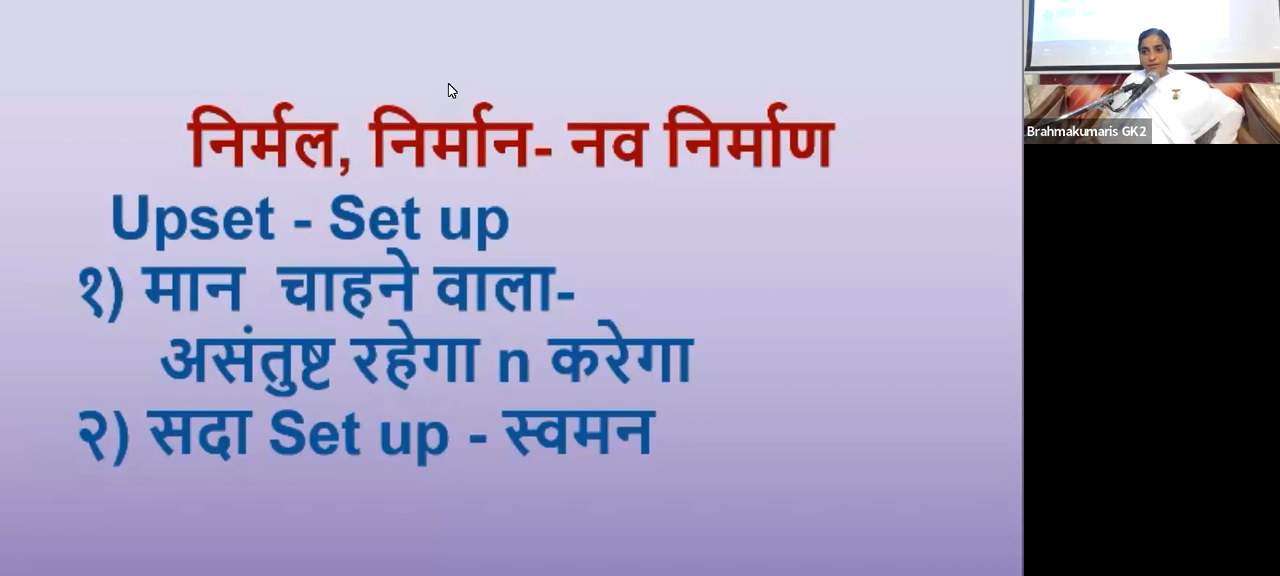 निर्मल, निर्मान- नव निर्माण
Upset - Set up
१) मान चाहने वाला-
असंतुष्ट रहेगा n करेगा
२) सदा Set up - स्वमन
Brahmakumaris GK2